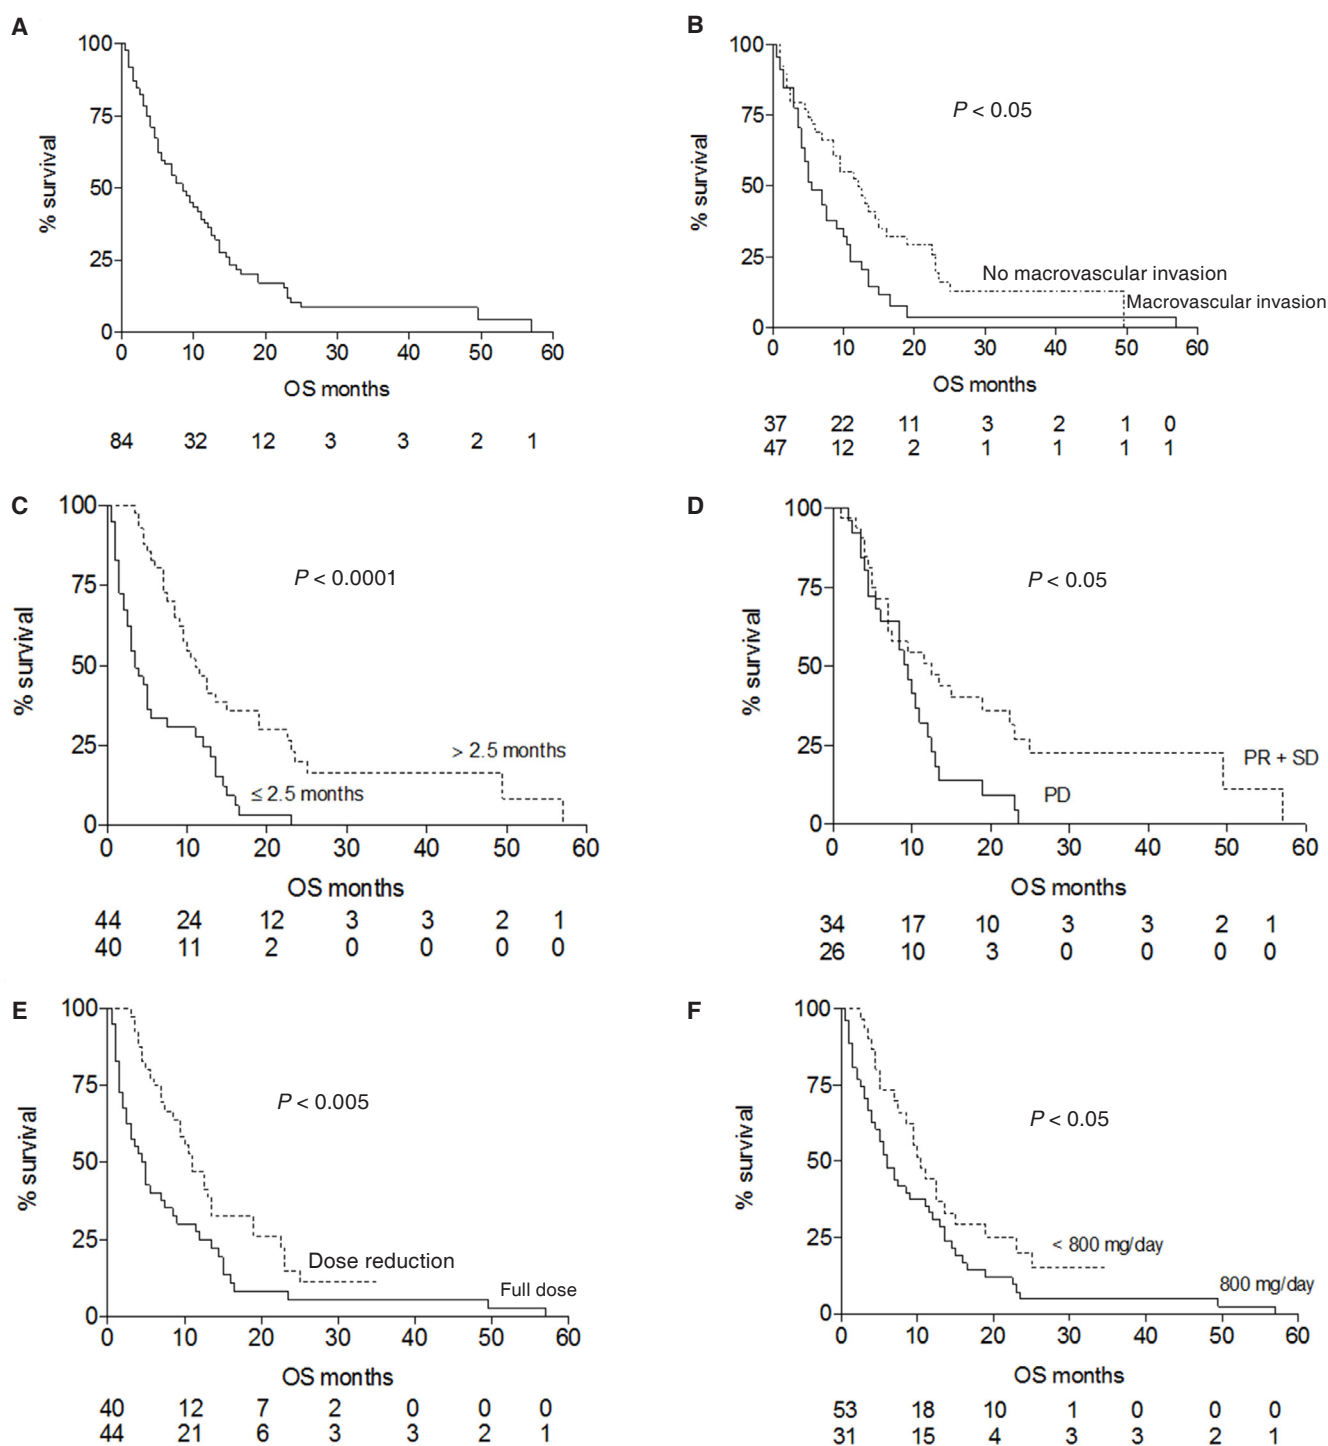 A
100
75
50
25
0
% survival
0 10 20 30 40 50 60
OS months
84 32 12 3 3 2 1
B
100
75
50
25
0
% survival
P < 0.05
No macrovascular invasion
Macrovascular invasion
0 10 20 30 40 50 60
OS months
37 22 11 3 2 1 0
47 12 2 1 1 1 1
C
100
75
50
25
0
% survival
P < 0.0001
> 2.5 months
≤ 2.5 months
0 10 20 30 40 50 60
OS months
44 24 12 3 3 2 1
40 11 2 0 0 0 0
D
100
75
50
25
0
% survival
P < 0.05
PR + SD
PD
0 10 20 30 40 50 60
OS months
34 17 10 3 3 2 1
26 10 3 0 0 0 0
E
100
75
50
25
0
% survival
P < 0.005
Dose reduction
Full dose
0 10 20 30 40 50 60
OS months
40 12 7 2 0 0 0
44 21 6 3 3 2 1
F
100
75
50
25
0
% survival
P < 0.05
< 800 mg/day
800 mg/day
0 10 20 30 40 50 60
OS months
53 18 10 1 0 0 0
31 15 4 3 3 2 1